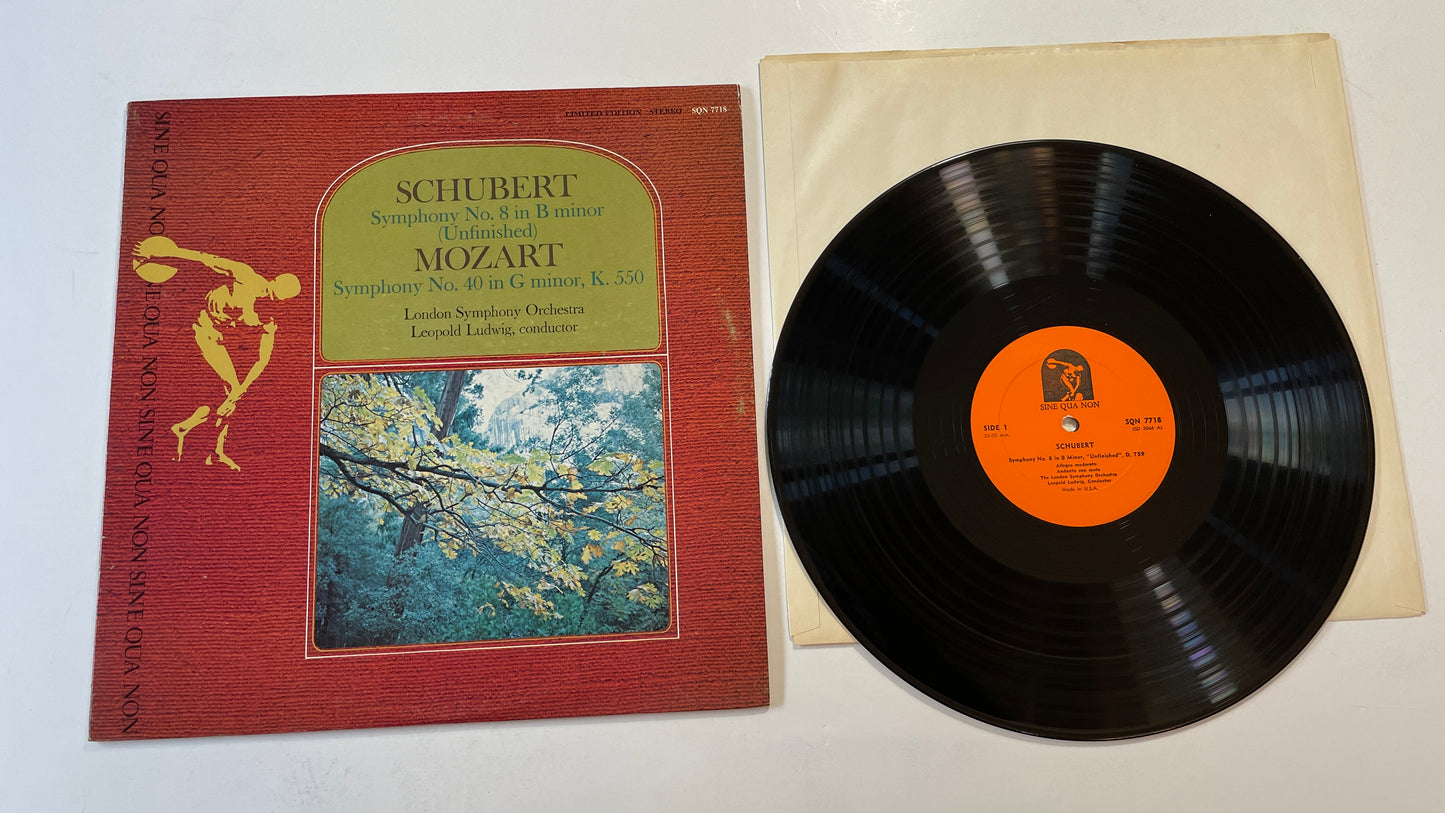 LIMITED EDITION STEREO SQN 7718
SINE QUA NON SINE QUA NON SINE QUA NON SINE QUA NON
SCHUBERT
Symphony No. 8 in B minor
(Unfinished)
MOZART
Symphony No. 40 in G minor, K. 550
London Symphony Orchestra
Leopold Ludwig, conductor
SINE QUA NON
SIDE 1
SQN 7718
SCHUBERT
Symphony No. 8 in B Minor, "Unfinished", D. 759
Allegro moderato
Andante con moto
The London Symphony Orchestra
Leopold Ludwig, Conductor
Made in U.S.A.